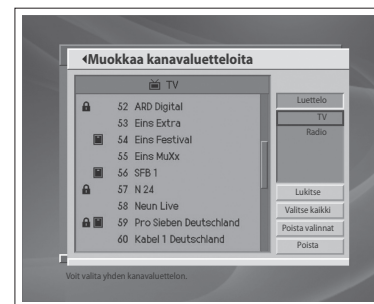 Muokkaa kanavaluetteloita
TV
52 ARD Digital
53 Eins Extra
54 Eins Festival
55 Eins MuXx
56 SFB 1
57 N 24
58 Neun Live
59 Pro Sieben Deutschland
60 Kabel 1 Deutschland
Luettelo
TV
Radio
Lukitse
Valitse kaikki
Poista valinnat
Poista
Voit valita yhden kanavaluettelon.